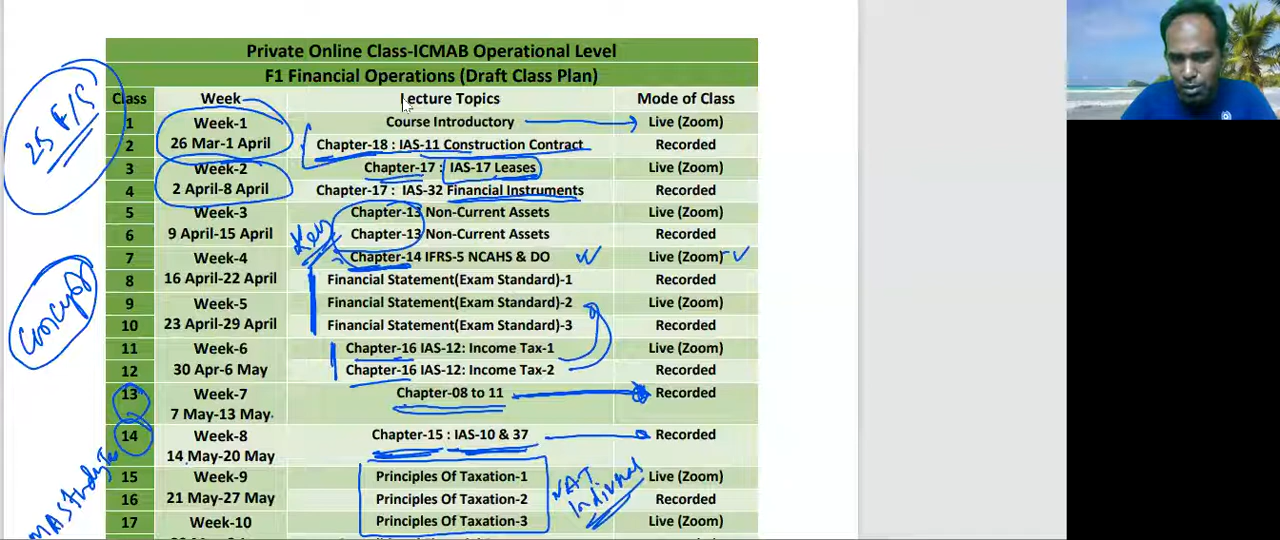 Private Online Class-ICMAB Operational Level
F1 Financial Operations (Draft Class Plan)
Class Week Lecture Topics Mode of Class
1 Week-1 Course Introductory Live (Zoom)
2 26 Mar-1 April Chapter-18 : IAS-11 Construction Contract Recorded
3 Week-2 Chapter-17 : IAS-17 Leases Live (Zoom)
4 2 April-8 April Chapter-17 : IAS-32 Financial Instruments Recorded
5 Week-3 Chapter-13 Non-Current Assets Live (Zoom)
6 9 April-15 April Chapter-13 Non-Current Assets Recorded
7 Week-4 Chapter-14 IFRS-5 NCAHS & DO Live (Zoom)
8 16 April-22 April Financial Statement(Exam Standard)-1 Recorded
9 Week-5 Financial Statement(Exam Standard)-2 Live (Zoom)
10 23 April-29 April Financial Statement(Exam Standard)-3 Recorded
11 Week-6 Chapter-16 IAS-12: Income Tax-1 Live (Zoom)
12 30 Apr-6 May Chapter-16 IAS-12: Income Tax-2 Recorded
13 Week-7 Chapter-08 to 11 Recorded
7 May-13 May
14 Week-8 Chapter-15 : IAS-10 & 37 Recorded
14 May-20 May
15 Week-9 Principles Of Taxation-1 Live (Zoom)
16 21 May-27 May Principles Of Taxation-2 Recorded
17 Week-10 Principles Of Taxation-3 Live (Zoom)
25 F/S
Key